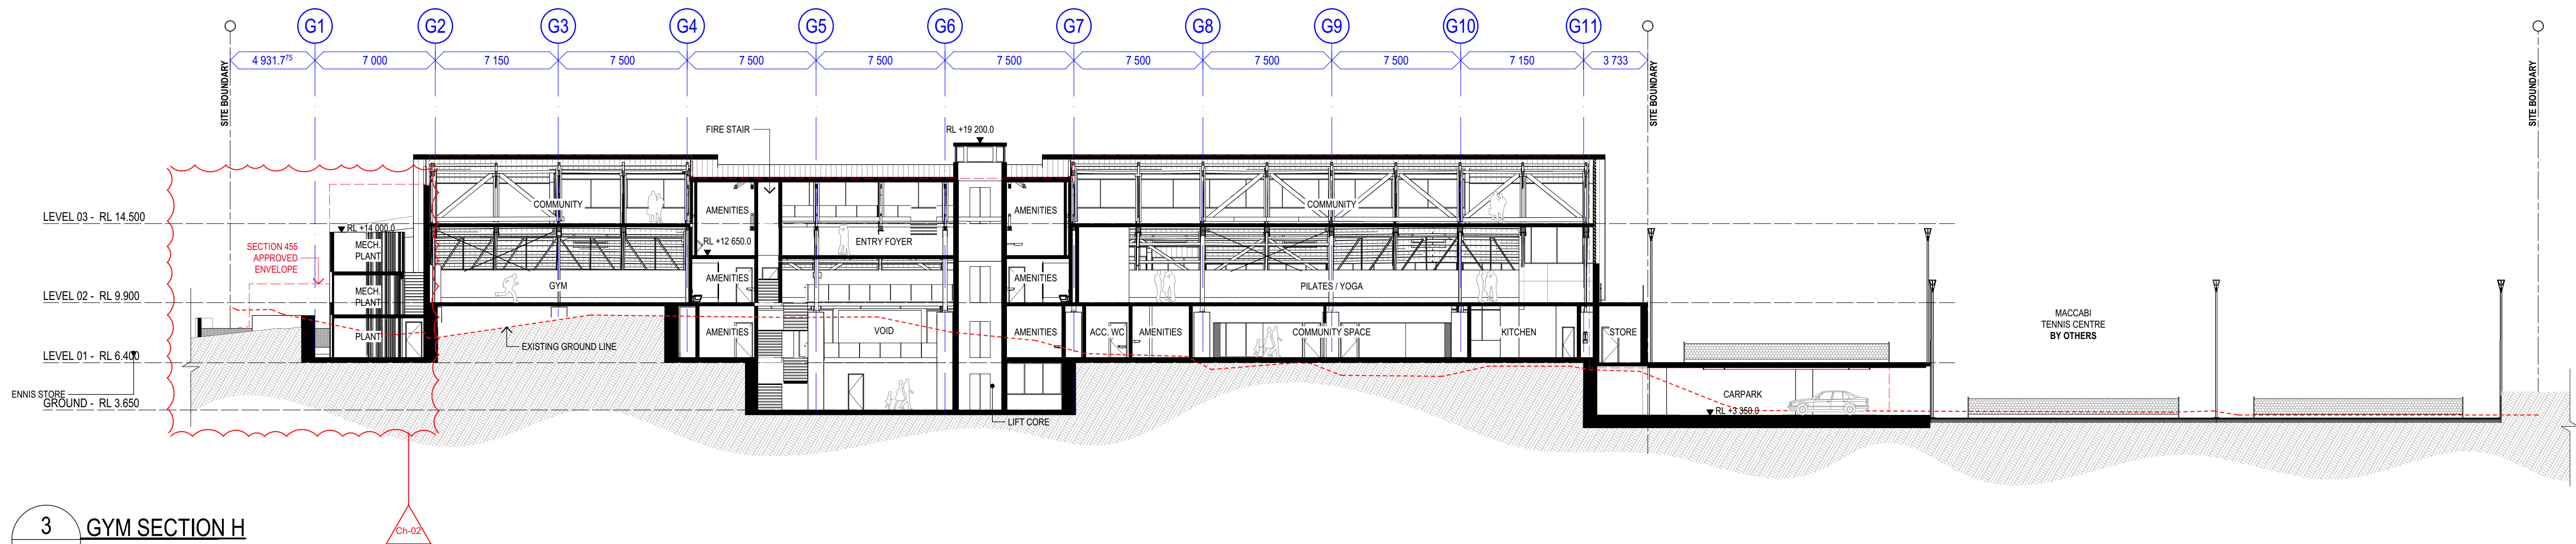 G1 G2 G3 G4 G5 G6 G7 G8 G9 G10 G11
4 931.7⁷⁵ 7 000 7 150 7 500 7 500 7 500 7 500 7 500 7 500 7 500 7 150 3 733
SITE BOUNDARY
SITE BOUNDARY
SITE BOUNDARY
FIRE STAIR
RL +19 200.0
LEVEL 03 - RL 14.500
COMMUNITY
AMENITIES
AMENITIES
COMMUNITY
RL +14 000.0
MECH.
PLANT
SECTION 455
APPROVED
ENVELOPE
RL +12 650.0
ENTRY FOYER
LEVEL 02 - RL 9.900
MECH.
PLANT
GYM
AMENITIES
AMENITIES
PILATES / YOGA
PLANT
EXISTING GROUND LINE
AMENITIES
VOID
AMENITIES
ACC. WC
AMENITIES
COMMUNITY SPACE
KITCHEN
STORE
MACCABI
TENNIS CENTRE
BY OTHERS
LEVEL 01 - RL 6.400
ENNIS STORE
GROUND - RL 3.650
CARPARK
RL +3 350.0
LIFT CORE
3
GYM SECTION H
Ch-02